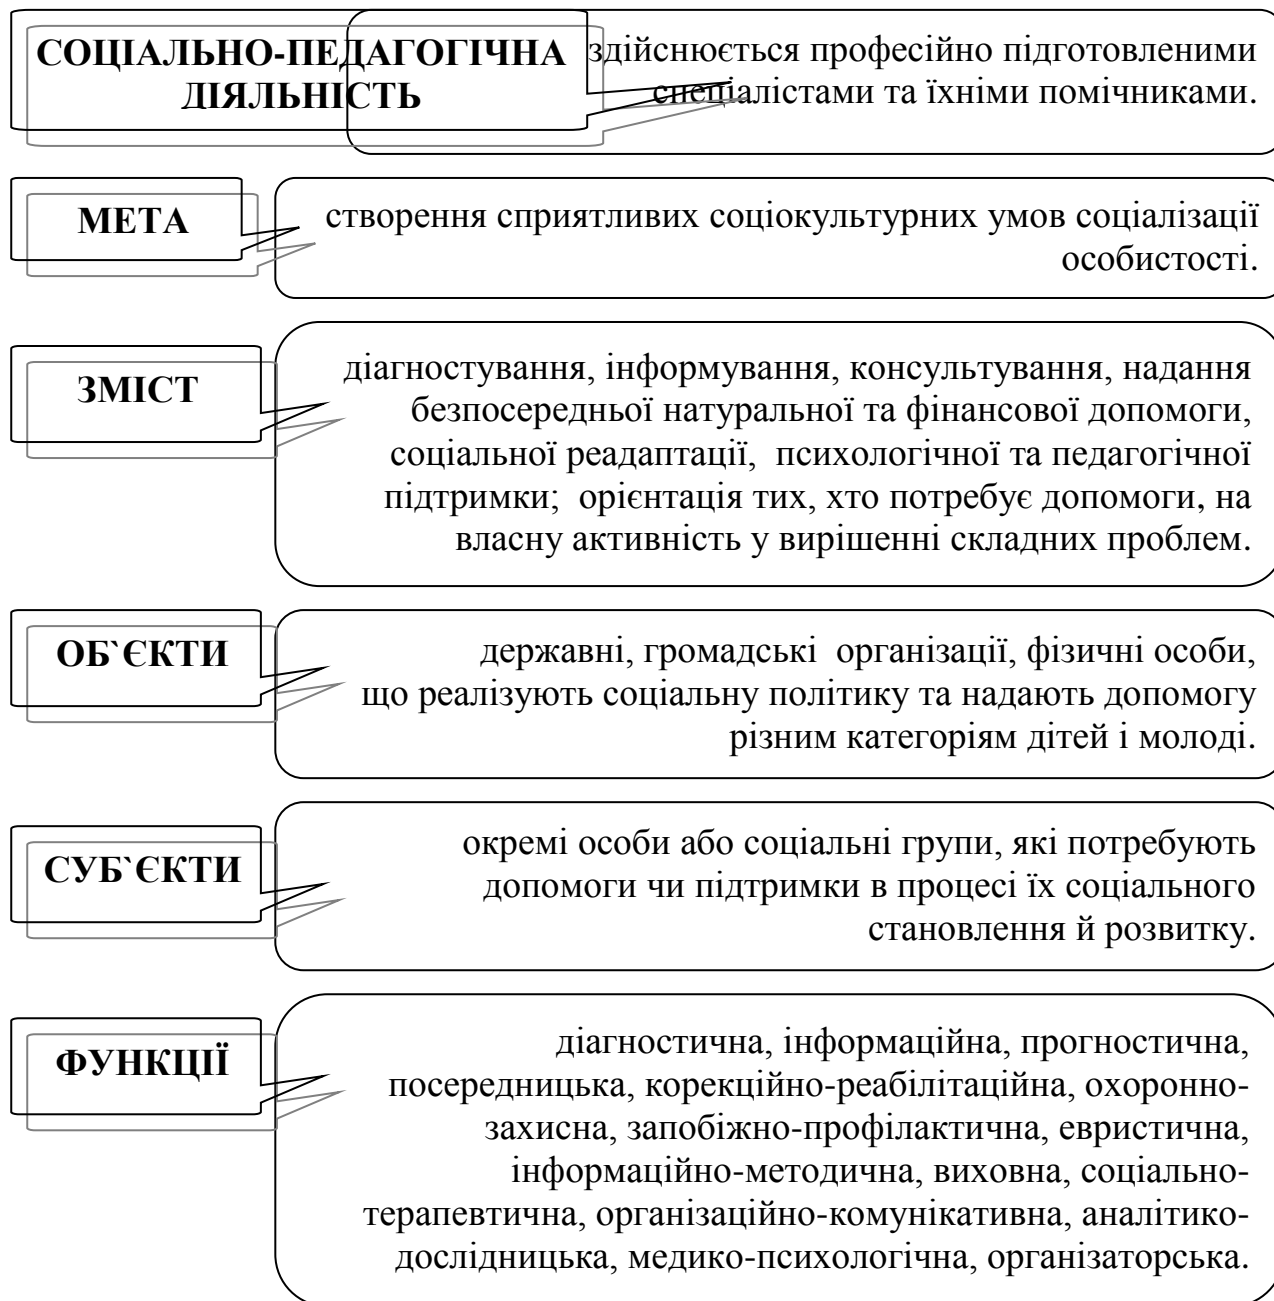 СОЦІАЛЬНО-ПЕДАГОГІЧНА
ДІЯЛЬНІСТЬ
здійснюється професійно підготовленими
спеціалістами та їхніми помічниками.
МЕТА
створення сприятливих соціокультурних умов соціалізації
особистості.
ЗМІСТ
діагностування, інформування, консультування, надання
безпосередньої натуральної та фінансової допомоги,
соціальної реадаптації, психологічної та педагогічної
підтримки; орієнтація тих, хто потребує допомоги, на
власну активність у вирішенні складних проблем.
ОБ`ЄКТИ
державні, громадські організації, фізичні особи,
що реалізують соціальну політику та надають допомогу
різним категоріям дітей і молоді.
СУБ`ЄКТИ
окремі особи або соціальні групи, які потребують
допомоги чи підтримки в процесі їх соціального
становлення й розвитку.
ФУНКЦІЇ
діагностична, інформаційна, прогностична,
посередницька, корекційно-реабілітаційна, охоронно-
захисна, запобіжно-профілактична, евристична,
інформаційно-методична, виховна, соціально-
терапевтична, організаційно-комунікативна, аналітико-
дослідницька, медико-психологічна, організаторська.